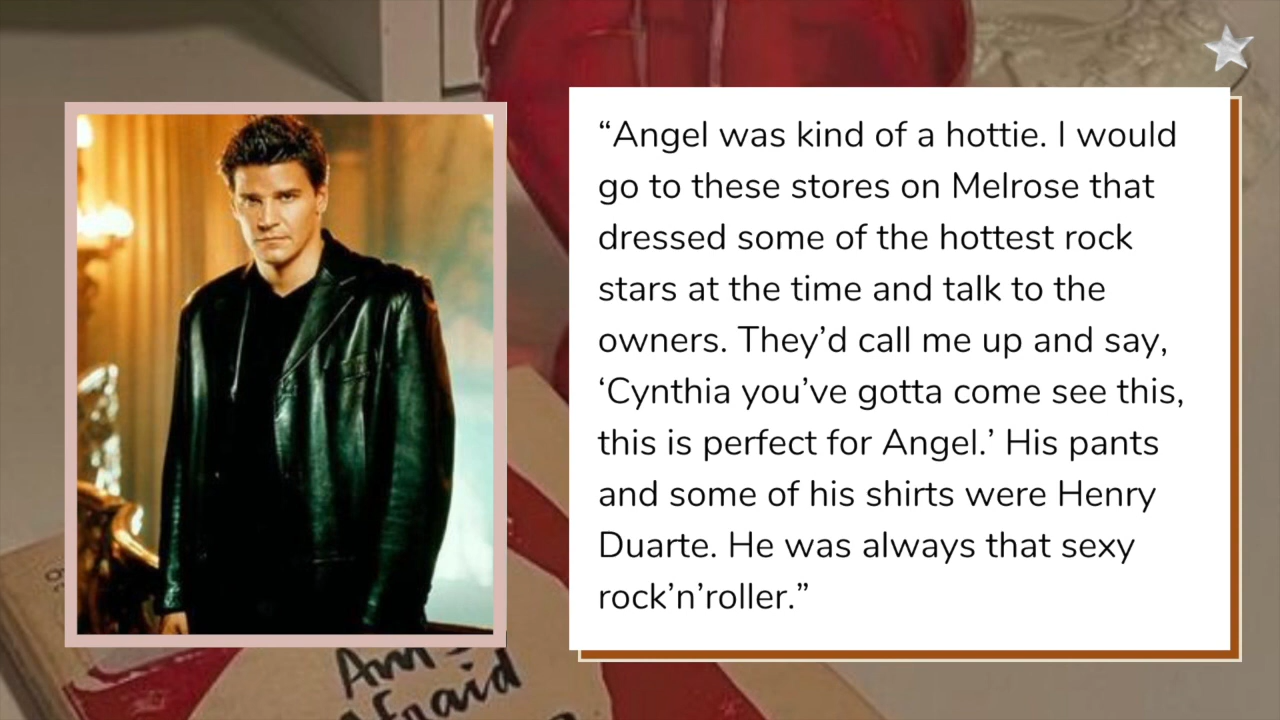 “Angel was kind of a hottie. I would
go to these stores on Melrose that
dressed some of the hottest rock
stars at the time and talk to the
owners. They’d call me up and say,
‘Cynthia you’ve gotta come see this,
this is perfect for Angel.’ His pants
and some of his shirts were Henry
Duarte. He was always that sexy
rock’n’roller.”